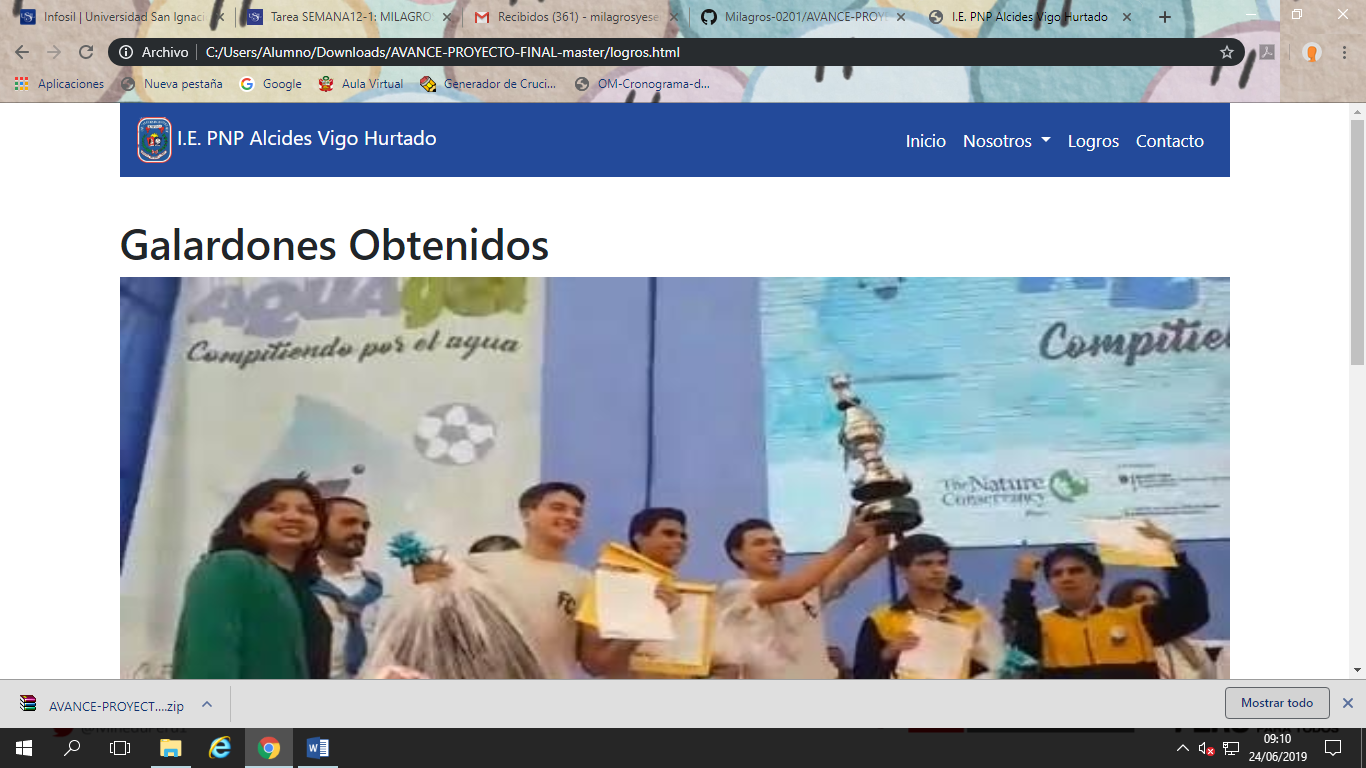 Infosil | Universidad San Ignaci
Tarea SEMANA12-1: MILAGRO
Recibidos (361) - milagrosyese
Milagros-0201/AVANCE-PROYE
I.E. PNP Alcides Vigo Hurtado
Archivo
C:/Users/Alumno/Downloads/AVANCE-PROYECTO-FINAL-master/logros.html
Aplicaciones
Nueva pestaña
Google
Aula Virtual
Generador de Cruci...
OM-Cronograma-d...
I.E. PNP Alcides Vigo Hurtado
Inicio
Nosotros
Logros
Contacto
Galardones Obtenidos
Compitiendo por el agua
Compitie
The Nature
Conservancy
AVANCE-PROYECT....zip
Mostrar todo
09:10
24/06/2019